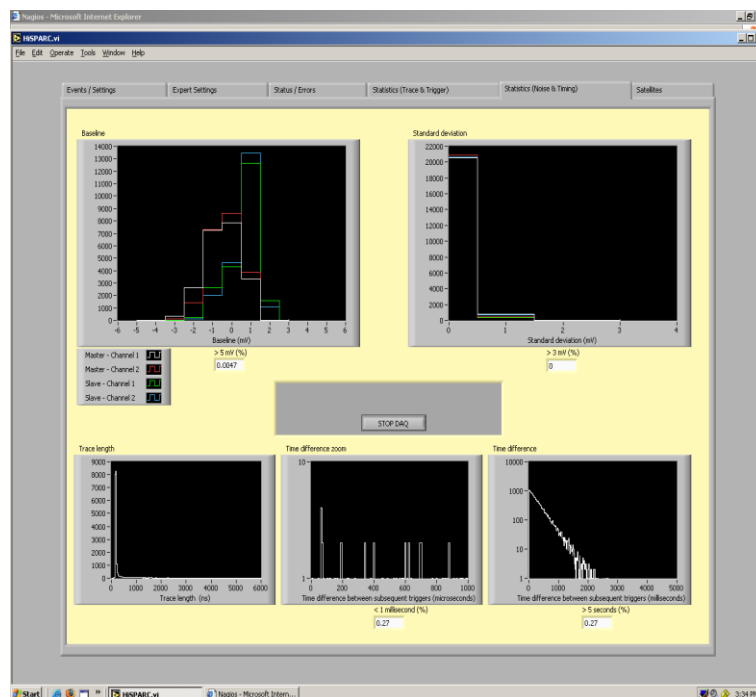 Nagios - Microsoft Internet Explorer
HiSPARC.vi
File Edit Operate Tools Window Help
Events / Settings Expert Settings Status / Errors Statistics (Trace & Trigger) Statistics (Noise & Timing) Satellites
Baseline
14000
13000
12000
11000
10000
9000
8000
7000
6000
5000
4000
3000
2000
1000
0
-6 -5 -4 -3 -2 -1 0 1 2 3 4 5 6
Baseline (mV)
> 5 mV (%)
0.0047
Standard deviation
22000
20000
18000
16000
14000
12000
10000
8000
6000
4000
2000
0
0 1 2 3 4
Standard deviation (mV)
> 3 mV (%)
0
Master - Channel 1
Master - Channel 2
Slave - Channel 1
Slave - Channel 2
STOP DAQ
Trace length
9000
8000
7000
6000
5000
4000
3000
2000
1000
0
0 1000 2000 3000 4000 5000 6000
Trace length (ns)
Time difference zoom
10
1
0 200 400 600 800 1000
Time difference between subsequent triggers (microseconds)
< 1 millisecond (%)
0.27
Time difference
10000
1000
100
10
1
0 1000 2000 3000 4000 5000
Time difference between subsequent triggers (milliseconds)
> 5 seconds (%)
0.27
Start » HiSPARC.vi Nagios - Microsoft Intern... 3:34 PM